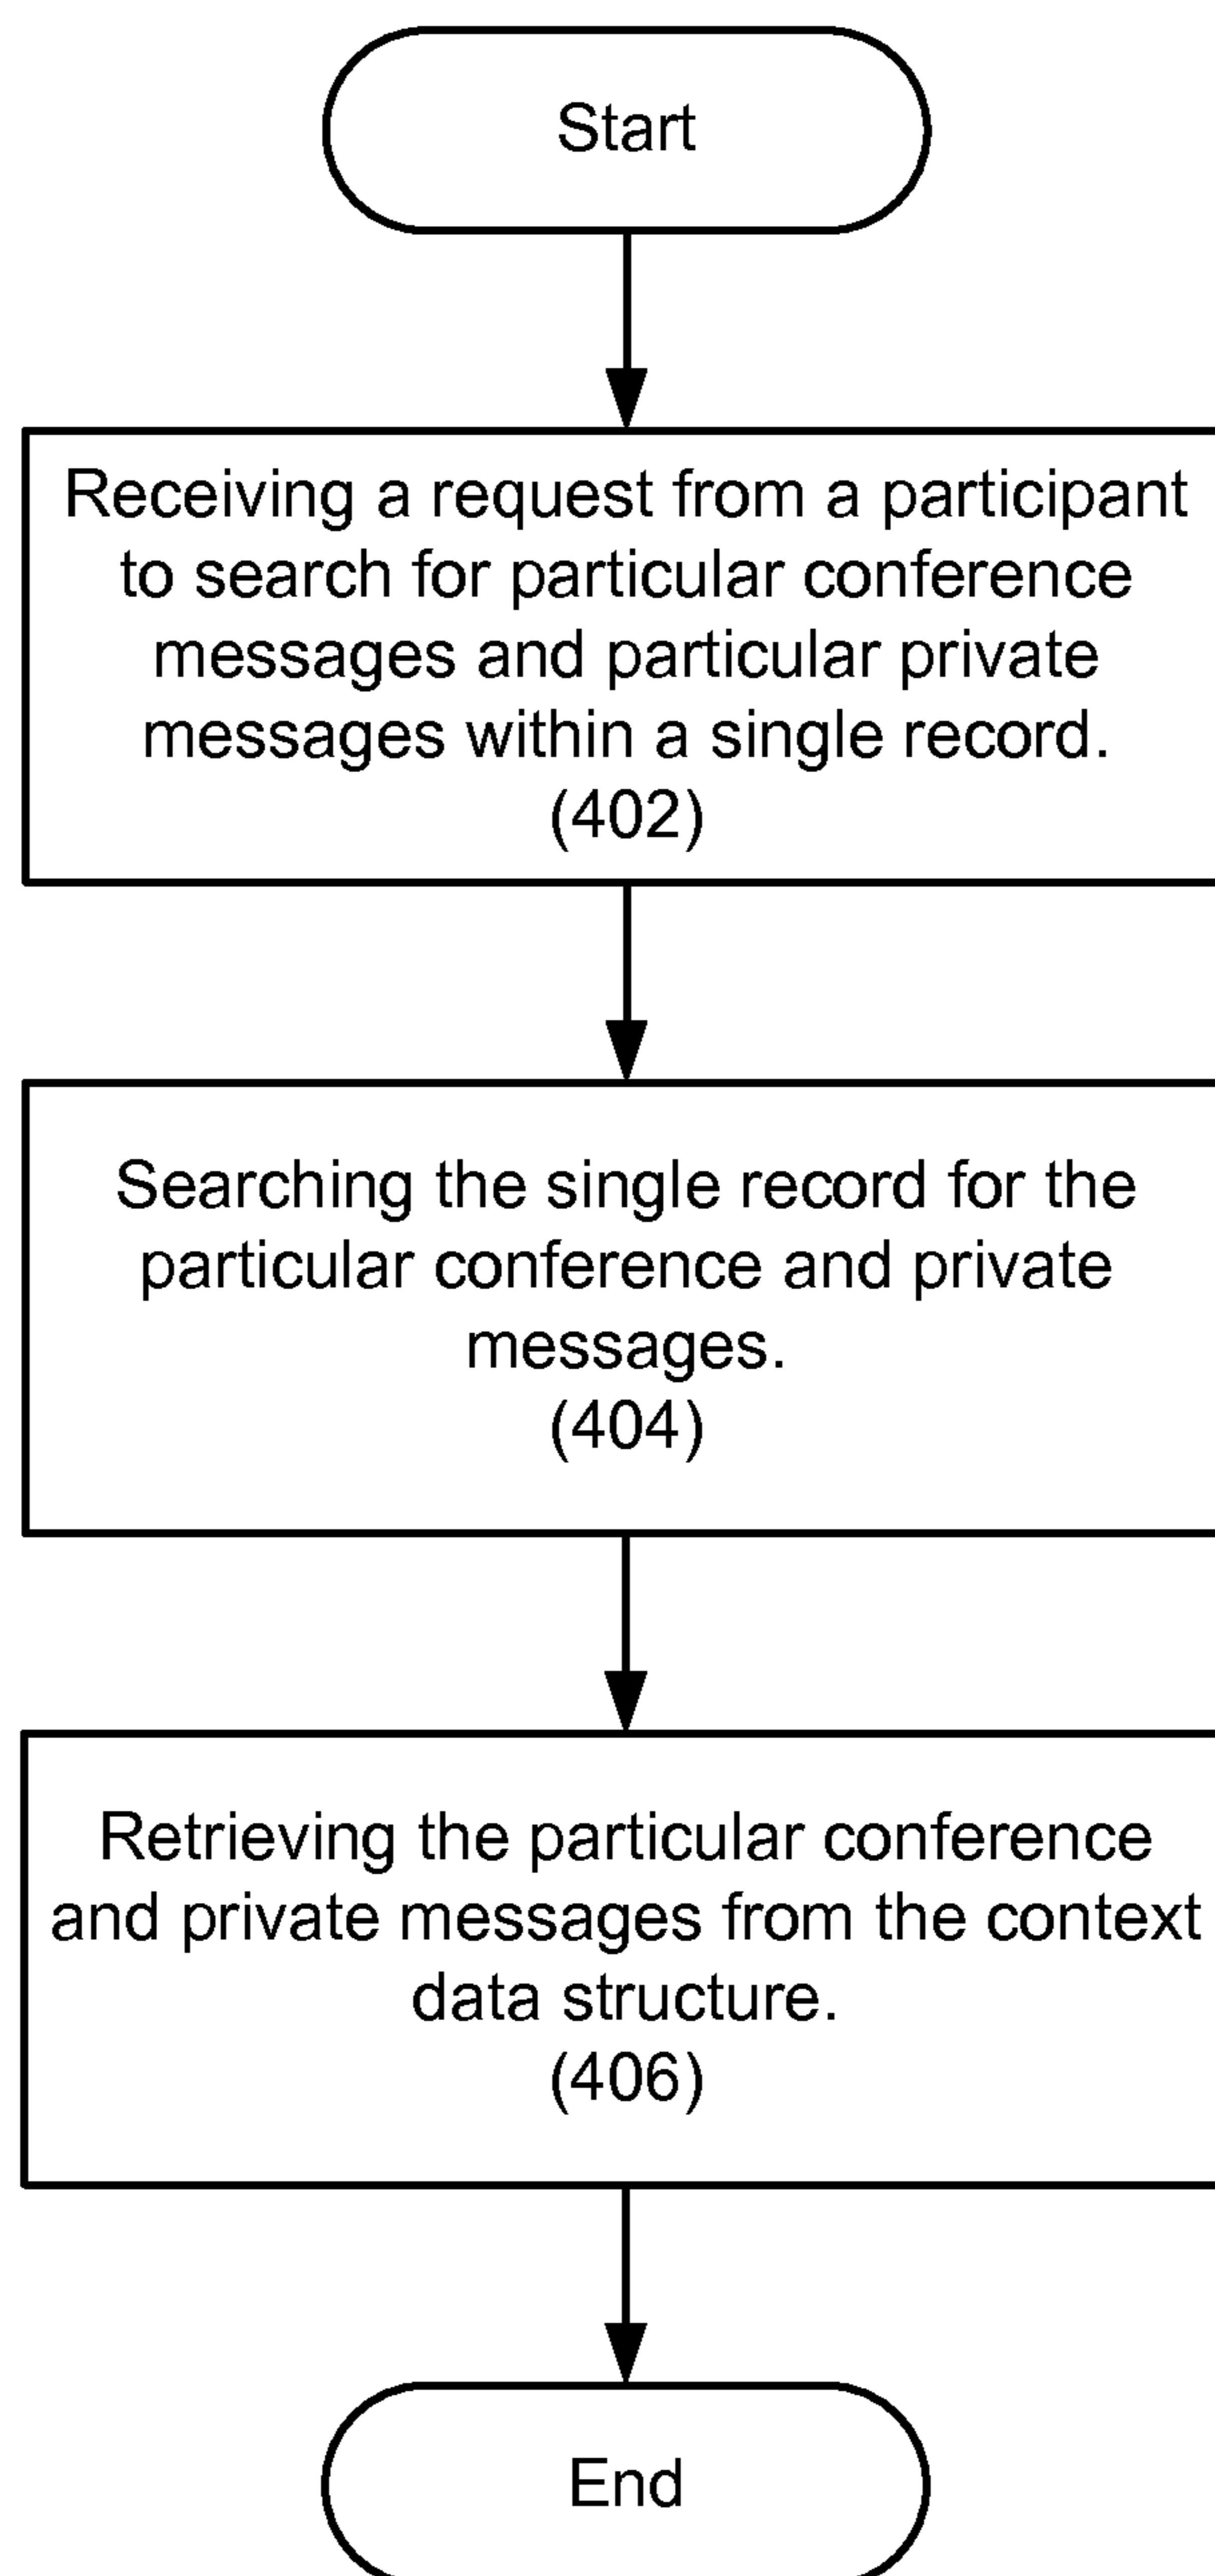 Start
Receiving a request from a participant
to search for particular conference
messages and particular private
messages within a single record.
(402)
Searching the single record for the
particular conference and private
messages.
(404)
Retrieving the particular conference
and private messages from the context
data structure.
(406)
End